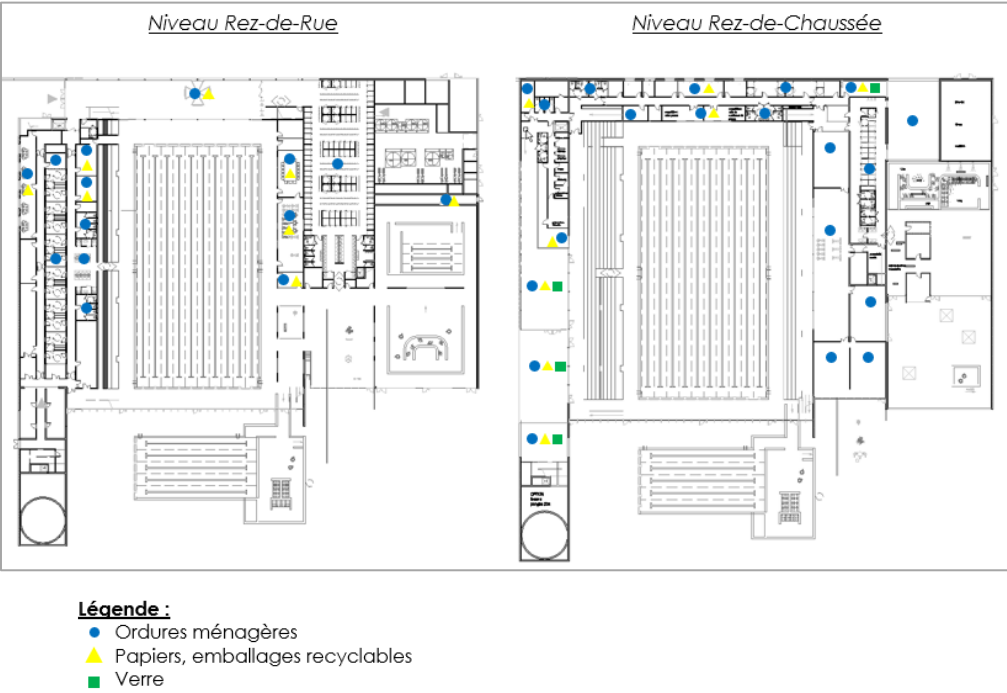 Niveau Rez-de-Rue
Niveau Rez-de-Chaussée
Légende :
Ordures ménagères
Papiers, emballages recyclables
Verre